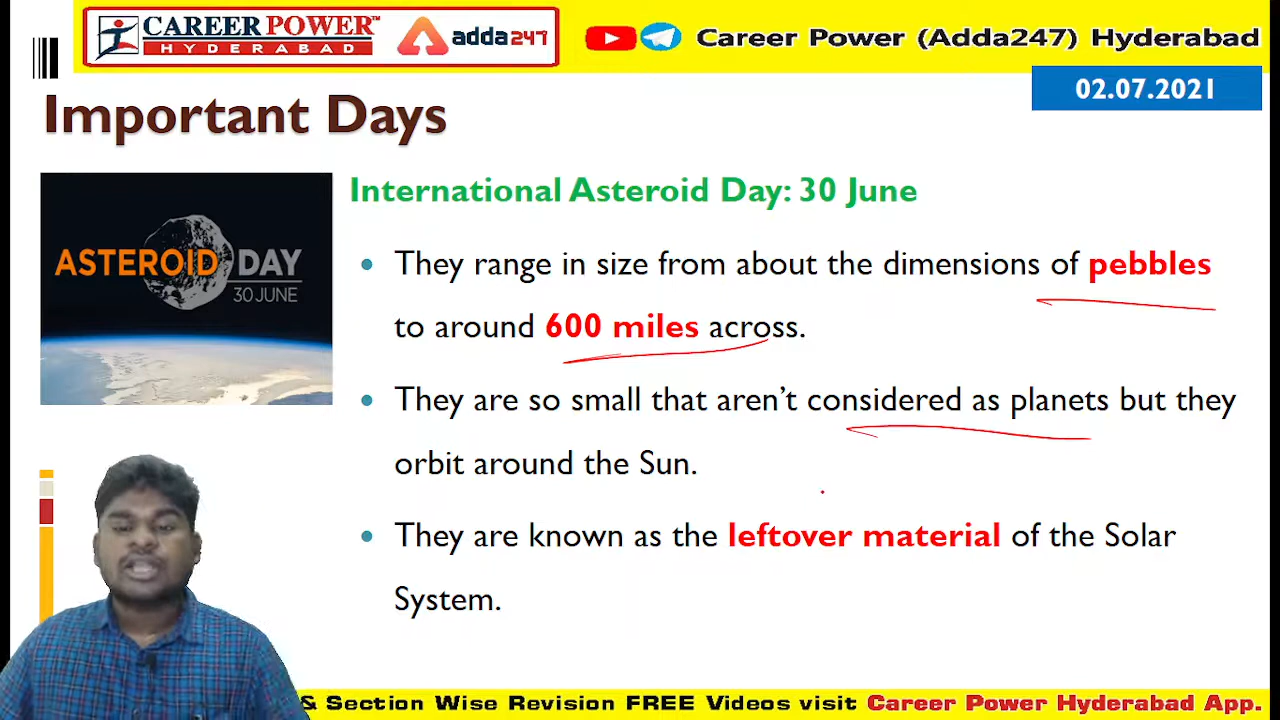 CAREER POWER™
HYDERABAD
adda247
Career Power (Adda247) Hyderabad
02.07.2021
Important Days
ASTEROID DAY
30 JUNE
International Asteroid Day: 30 June
• They range in size from about the dimensions of pebbles
to around 600 miles across.
• They are so small that aren't considered as planets but they
orbit around the Sun.
• They are known as the leftover material of the Solar
System.
& Section Wise Revision FREE Videos visit Career Power Hyderabad App.